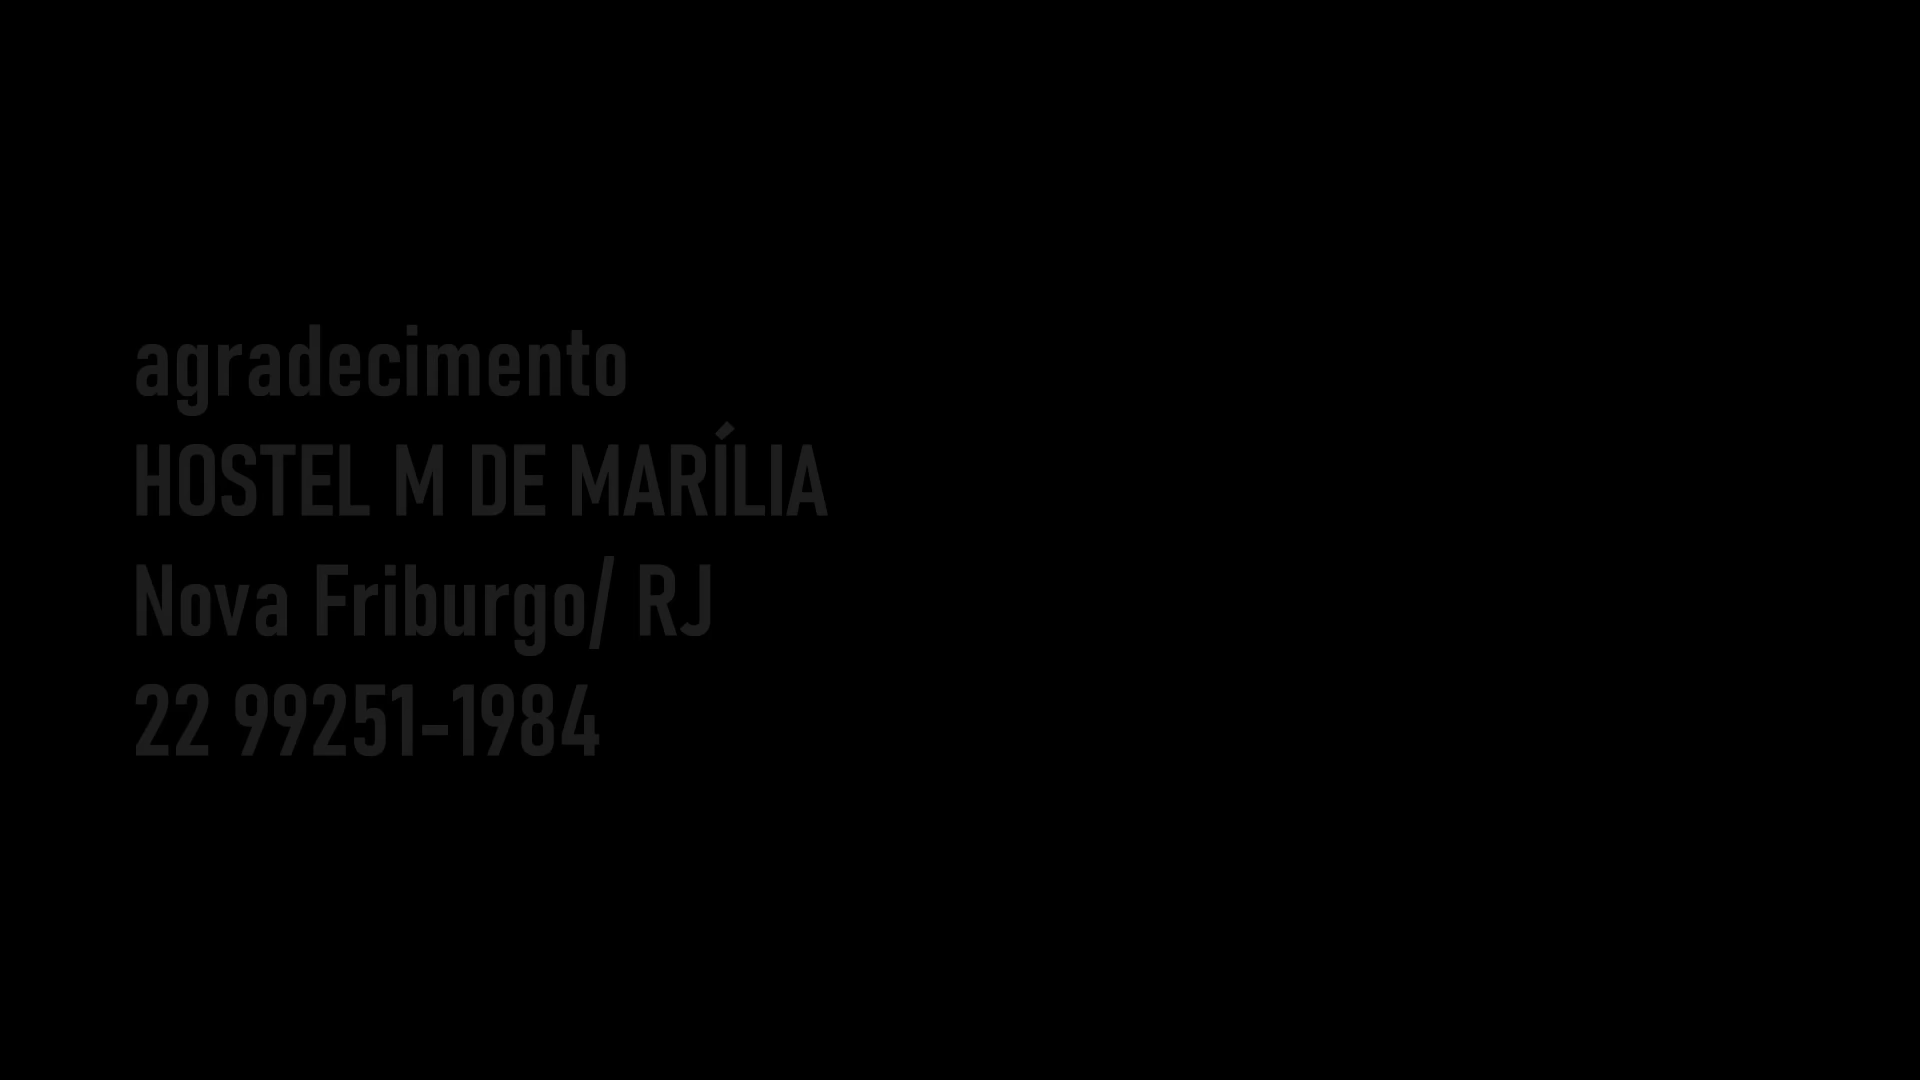 agradecimento
HOSTEL M DE MARÍLIA
Nova Friburgo/ RJ
22 99251-1984